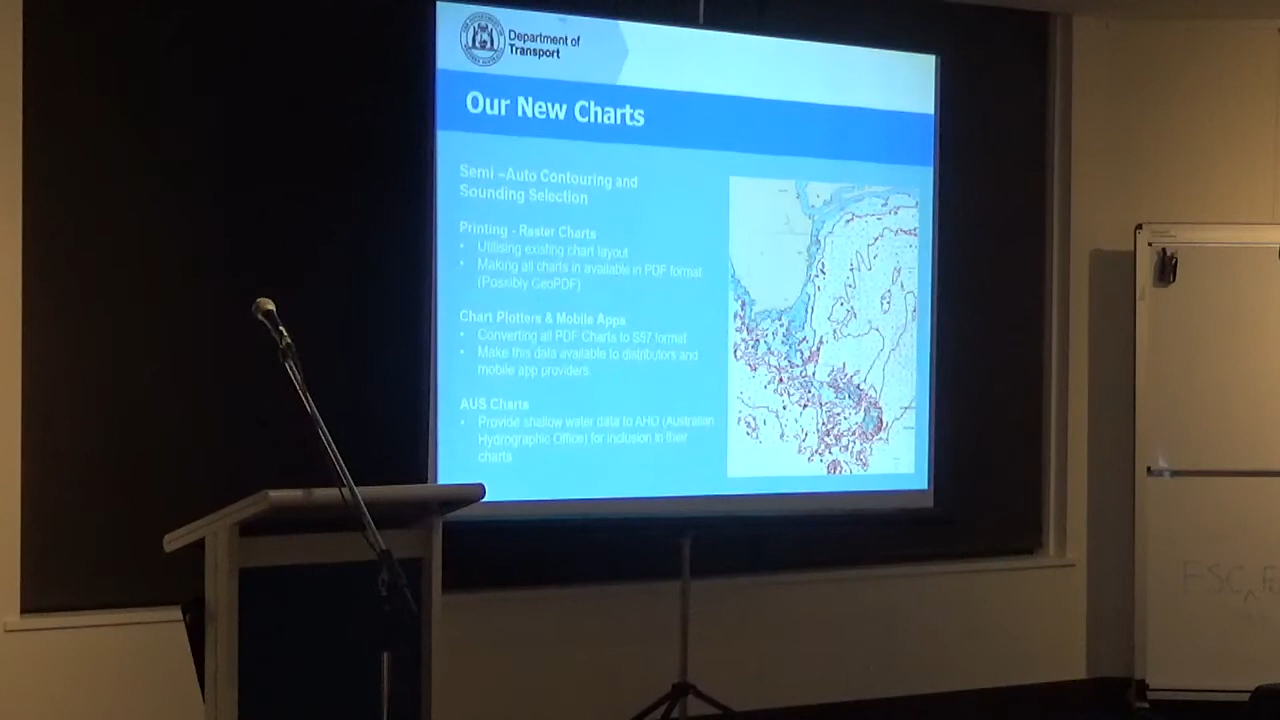 Department of
Transport
Our New Charts
Semi –Auto Contouring and
Sounding Selection
Printing - Raster Charts
• Utilising existing chart layout
• Making all charts in available in PDF format
(Possibly GeoPDF)
Chart Plotters & Mobile Apps
• Converting all PDF Charts to S57 format
• Make this data available to distributors and
mobile app providers.
AUS Charts
• Provide shallow water data to AHO (Australian
Hydrographic Office) for inclusion in their
charts